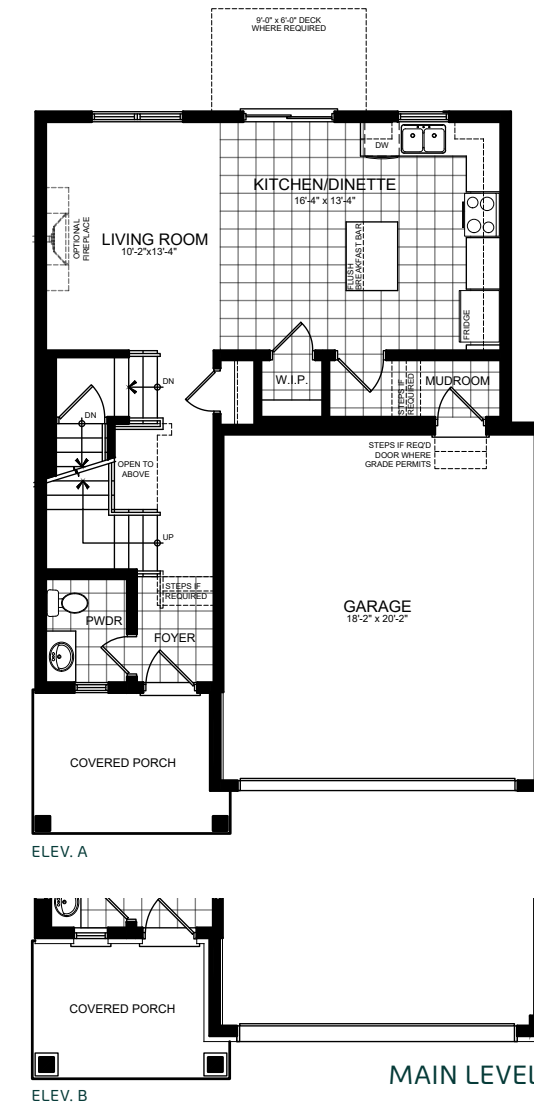 9'-0" x 6'-0" DECK
WHERE REQUIRED
DW
KITCHEN/DINETTE
16'-4" x 13'-4"
OPTIONAL
FIREPLACE
LIVING ROOM
10'-2"x13'-4"
FLUSH
BREAKFAST BAR
FRIDGE
DN
W.I.P.
STEPS IF
REQUIRED
MUDROOM
DN
OPEN TO
ABOVE
STEPS IF REQ'D
DOOR WHERE
GRADE PERMITS
UP
STEPS IF
REQUIRED
PWDR
FOYER
GARAGE
18'-2" x 20'-2"
COVERED PORCH
ELEV. A
COVERED PORCH
MAIN LEVEL
ELEV. B